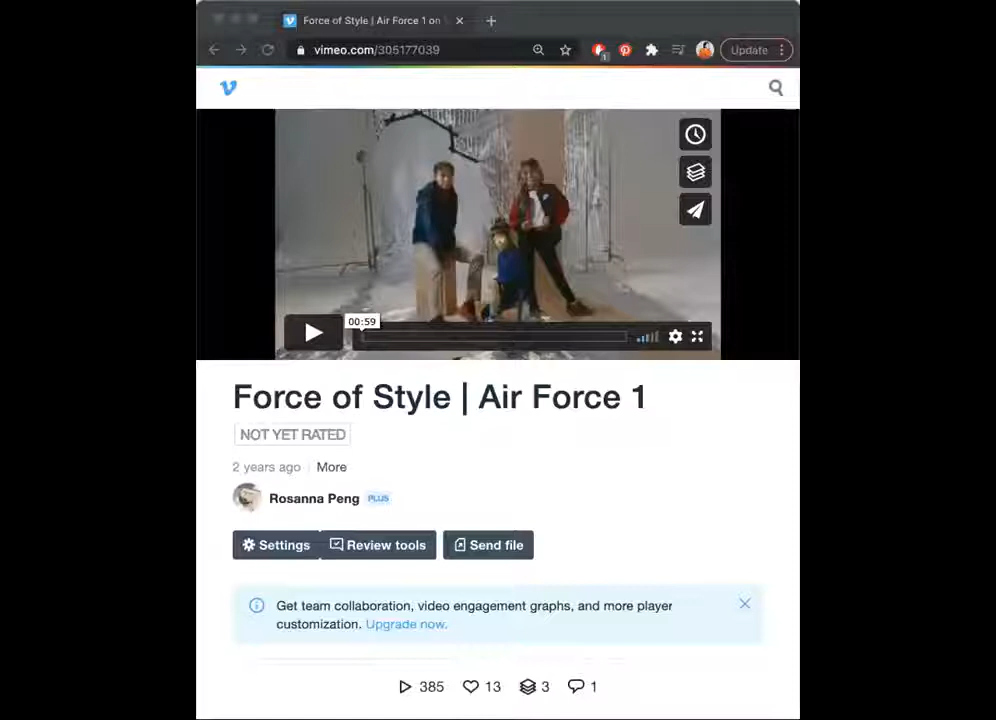 Force of Style | Air Force 1 on
vimeo.com/305177039
1
Update
00:59
Force of Style | Air Force 1
NOT YET RATED
2 years ago
More
Rosanna Peng PLUS
Settings
Review tools
Send file
Get team collaboration, video engagement graphs, and more player
customization. Upgrade now.
385
13
3
1